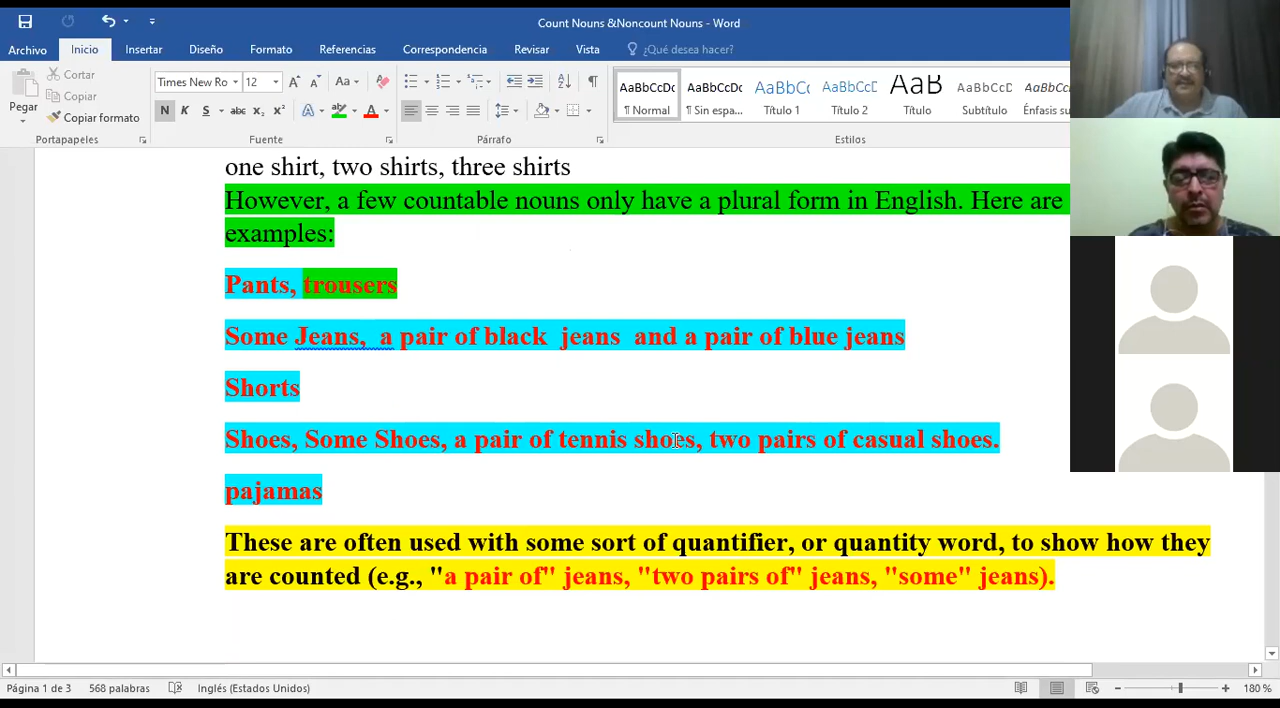 Count Nouns &Noncount Nouns - Word
Archivo Inicio Insertar Diseño Formato Referencias Correspondencia Revisar Vista ¿Qué desea hacer?
Pegar
Cortar
Copiar
Copiar formato
Times New Ro 12
N K S abc x₂ x²
AaBbCcDc AaBbCcDc AaBbCc AaBbCcC AaB AaBbCcD AaBbCcD
¶ Normal ¶ Sin espa... Título 1 Título 2 Título Subtítulo Énfasis su
Portapapeles Fuente Párrafo Estilos
one shirt, two shirts, three shirts
However, a few countable nouns only have a plural form in English. Here are
examples:
Pants, trousers
Some Jeans, a pair of black jeans and a pair of blue jeans
Shorts
Shoes, Some Shoes, a pair of tennis shoes, two pairs of casual shoes.
pajamas
These are often used with some sort of quantifier, or quantity word, to show how they
are counted (e.g., "a pair of" jeans, "two pairs of" jeans, "some" jeans).
Página 1 de 3 568 palabras Inglés (Estados Unidos) 180 %